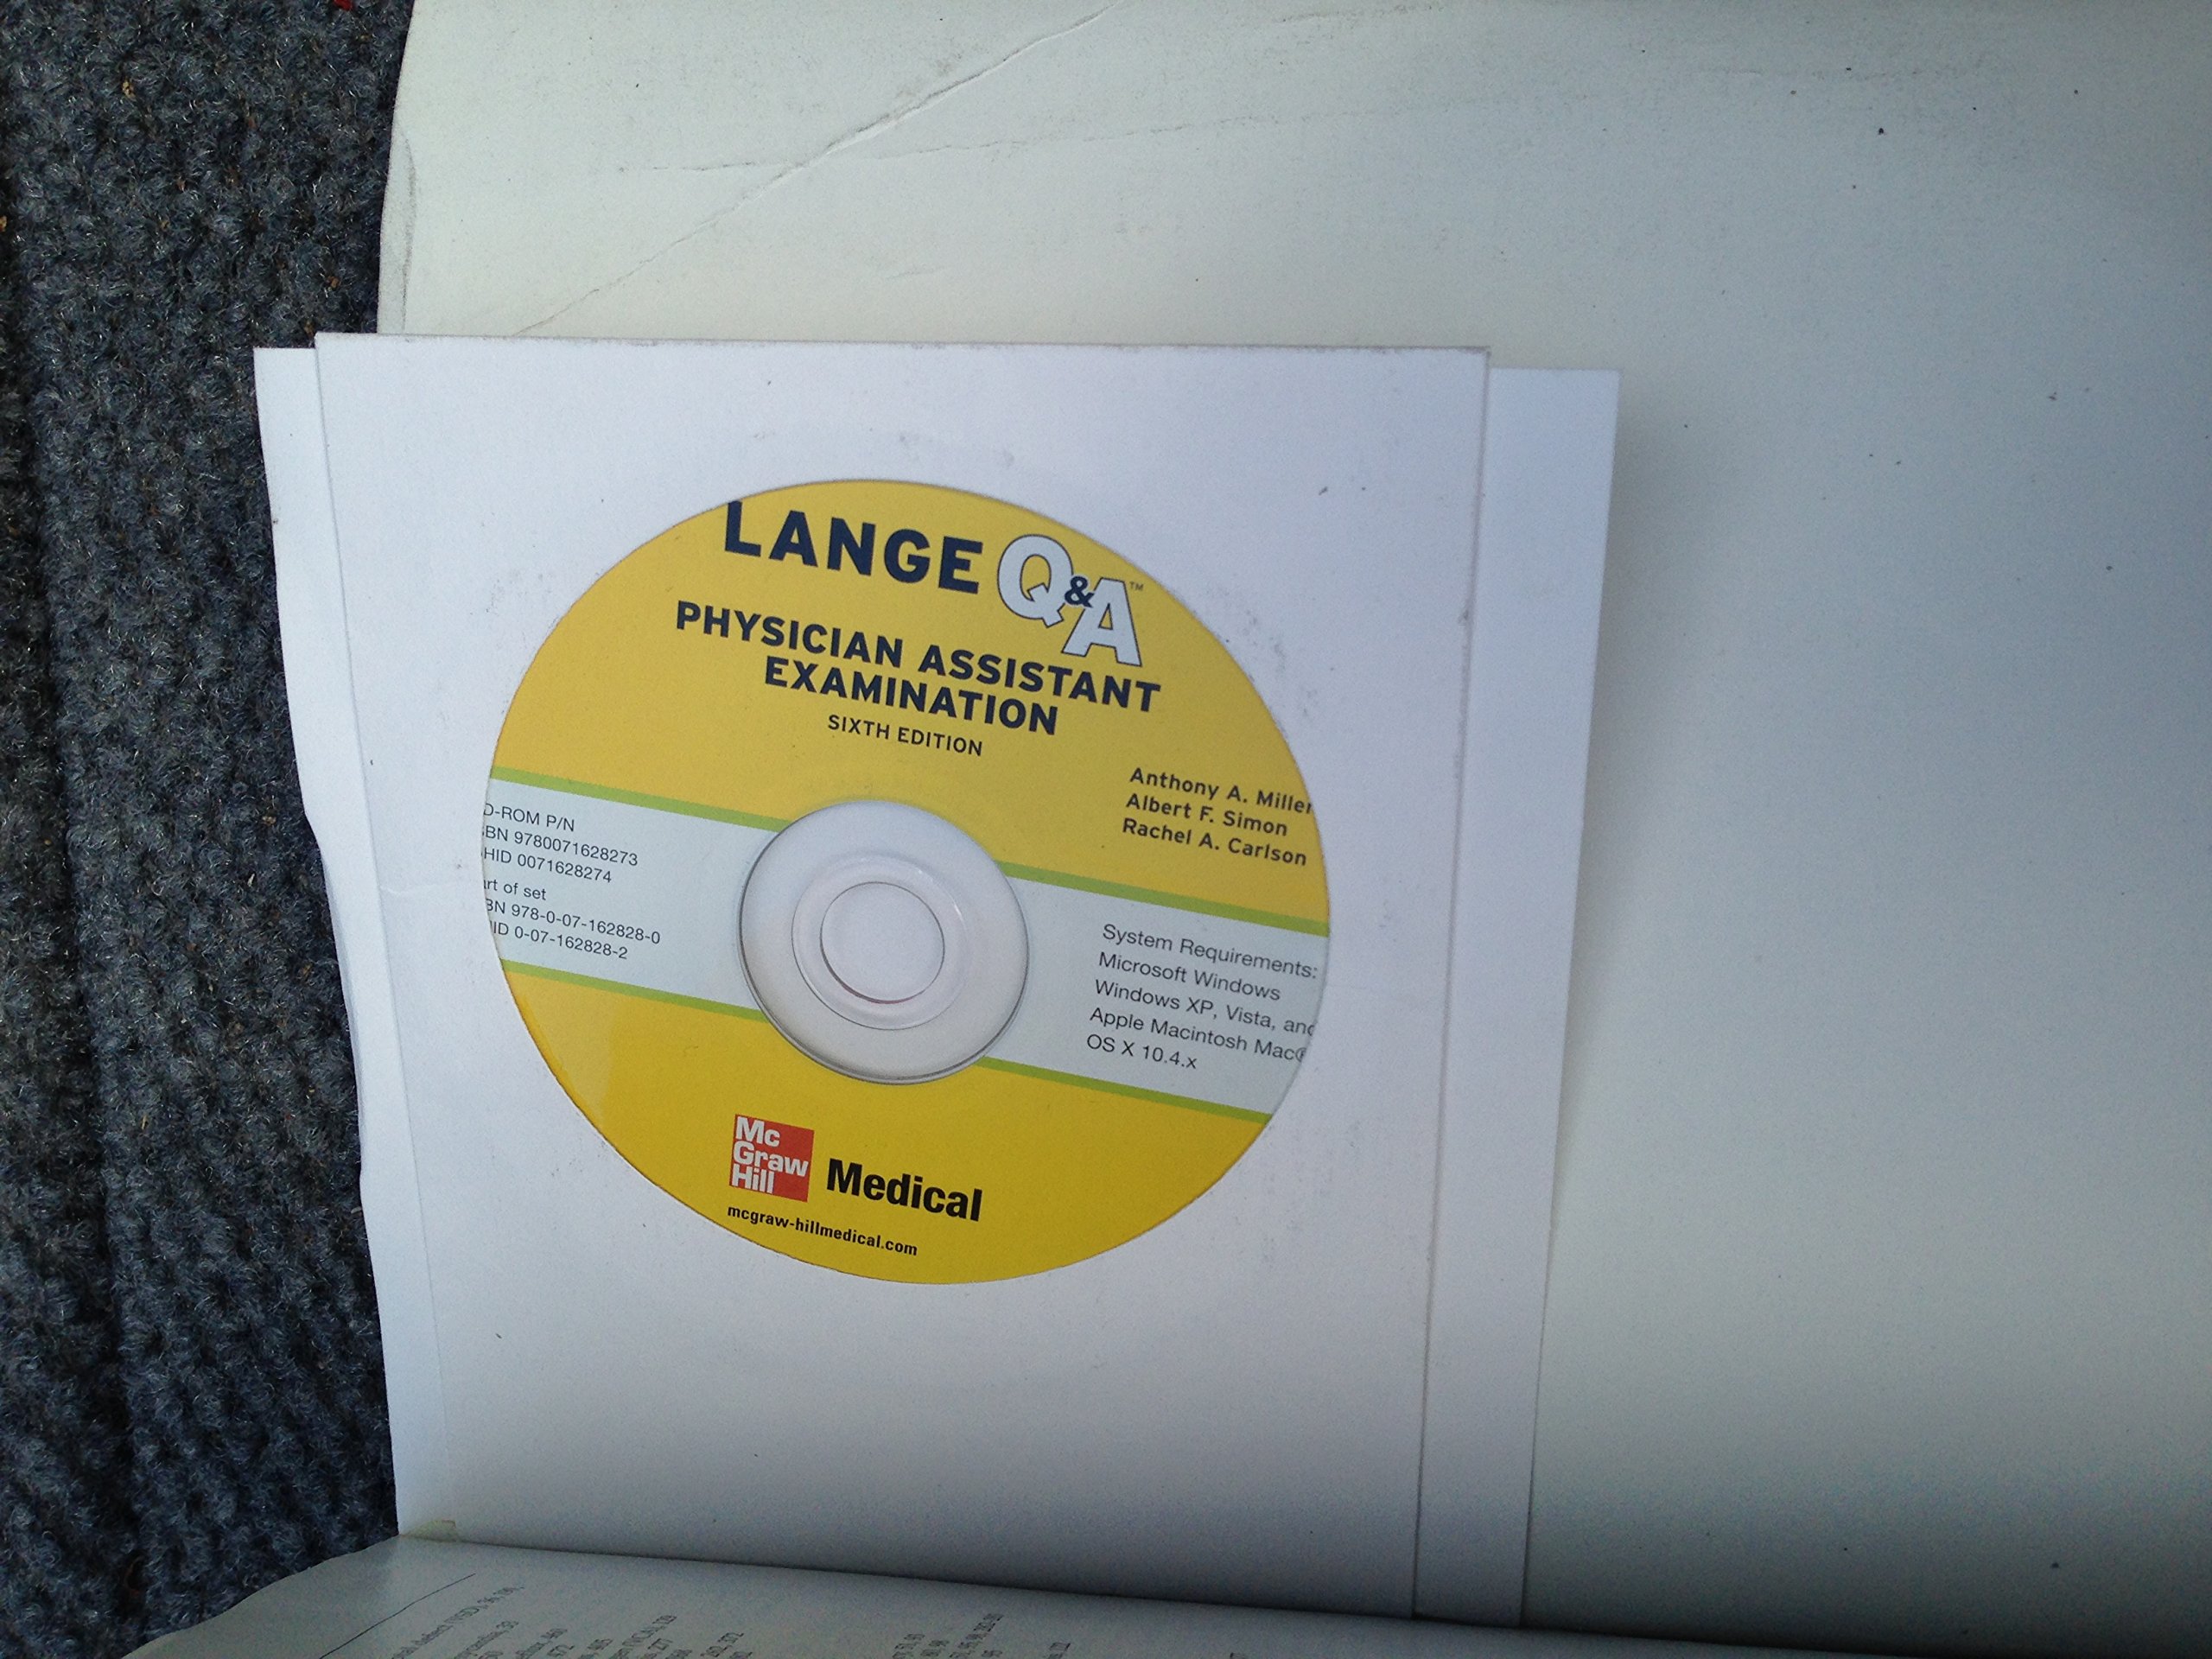 LANGE Q&A™
PHYSICIAN ASSISTANT
EXAMINATION
SIXTH EDITION
Anthony A. Miller
Albert F. Simon
Rachel A. Carlson
D-ROM P/N
BN 9780071628273
HID 0071628274
art of set
BN 978-0-07-162828-0
ID 0-07-162828-2
System Requirements:
Microsoft Windows
Windows XP, Vista, and
Apple Macintosh Mac®
OS X 10.4.x
Mc
Graw
Hill
Medical
mcgraw-hillmedical.com